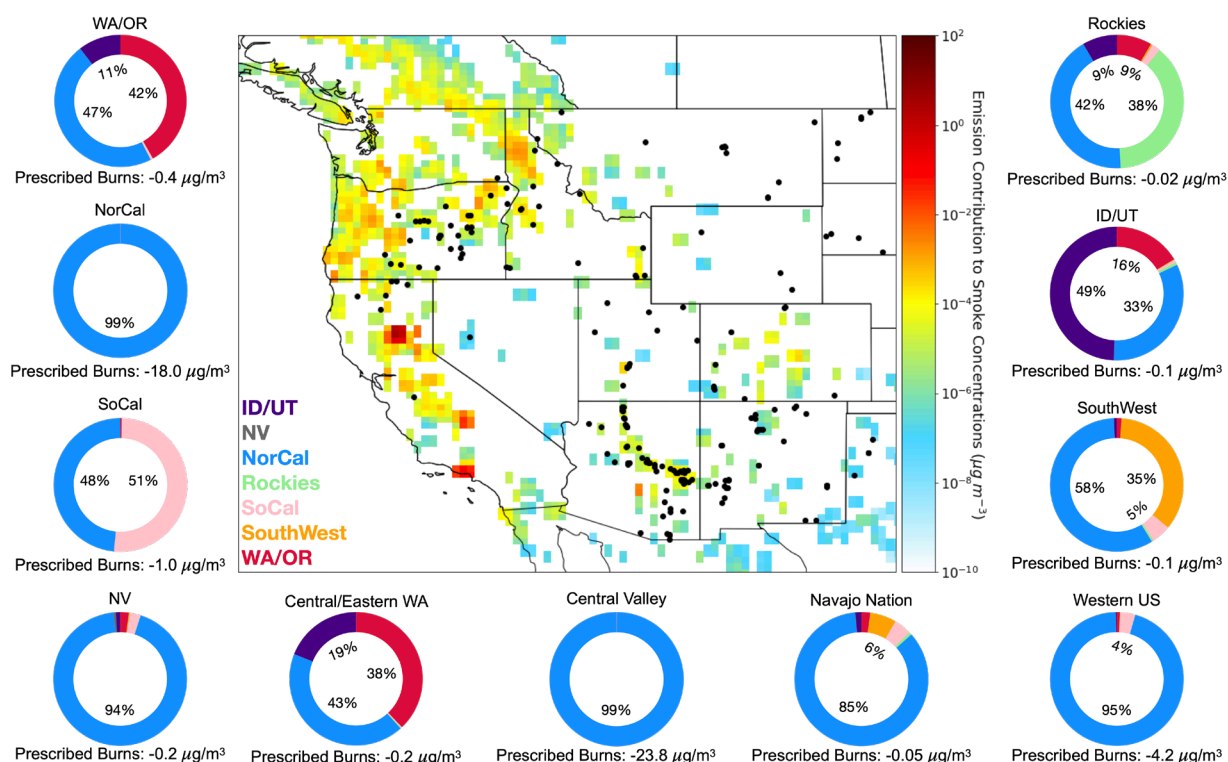 WA/OR
11%
42%
47%
Prescribed Burns: -0.4 μg/m³
NorCal
99%
Prescribed Burns: -18.0 μg/m³
SoCal
48%
51%
Prescribed Burns: -1.0 μg/m³
ID/UT
NV
NorCal
Rockies
SoCal
SouthWest
WA/OR
10²
10⁰
10⁻²
10⁻⁴
10⁻⁶
10⁻⁸
10⁻¹⁰
Emission Contribution to Smoke Concentrations (μg m⁻³)
Rockies
9%
9%
42%
38%
Prescribed Burns: -0.02 μg/m³
ID/UT
16%
49%
33%
Prescribed Burns: -0.1 μg/m³
SouthWest
58%
35%
5%
Prescribed Burns: -0.1 μg/m³
NV
94%
Prescribed Burns: -0.2 μg/m³
Central/Eastern WA
19%
38%
43%
Prescribed Burns: -0.2 μg/m³
Central Valley
99%
Prescribed Burns: -23.8 μg/m³
Navajo Nation
6%
85%
Prescribed Burns: -0.05 μg/m³
Western US
4%
95%
Prescribed Burns: -4.2 μg/m³